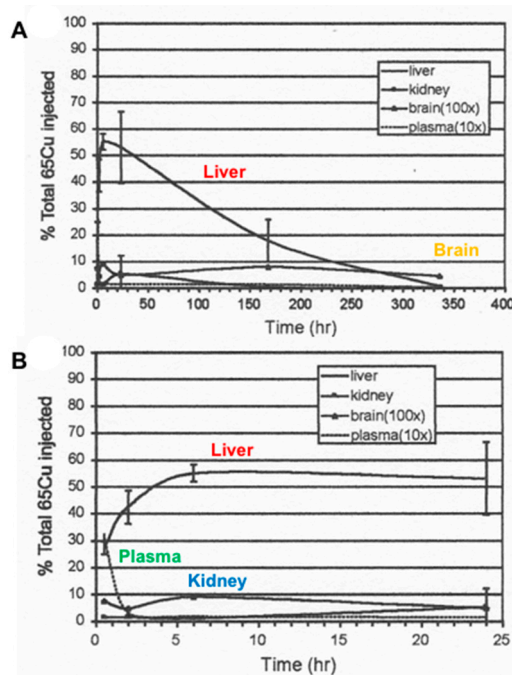 A
% Total 65Cu injected
100
90
80
70
60
50
40
30
20
10
0
liver
kidney
brain(100x)
plasma(10x)
Liver
Brain
0 50 100 150 200 250 300 350 400
Time (hr)
B
% Total 65Cu injected
100
90
80
70
60
50
40
30
20
10
0
liver
kidney
brain(100x)
plasma(10x)
Liver
Plasma
Kidney
0 5 10 15 20 25
Time (hr)